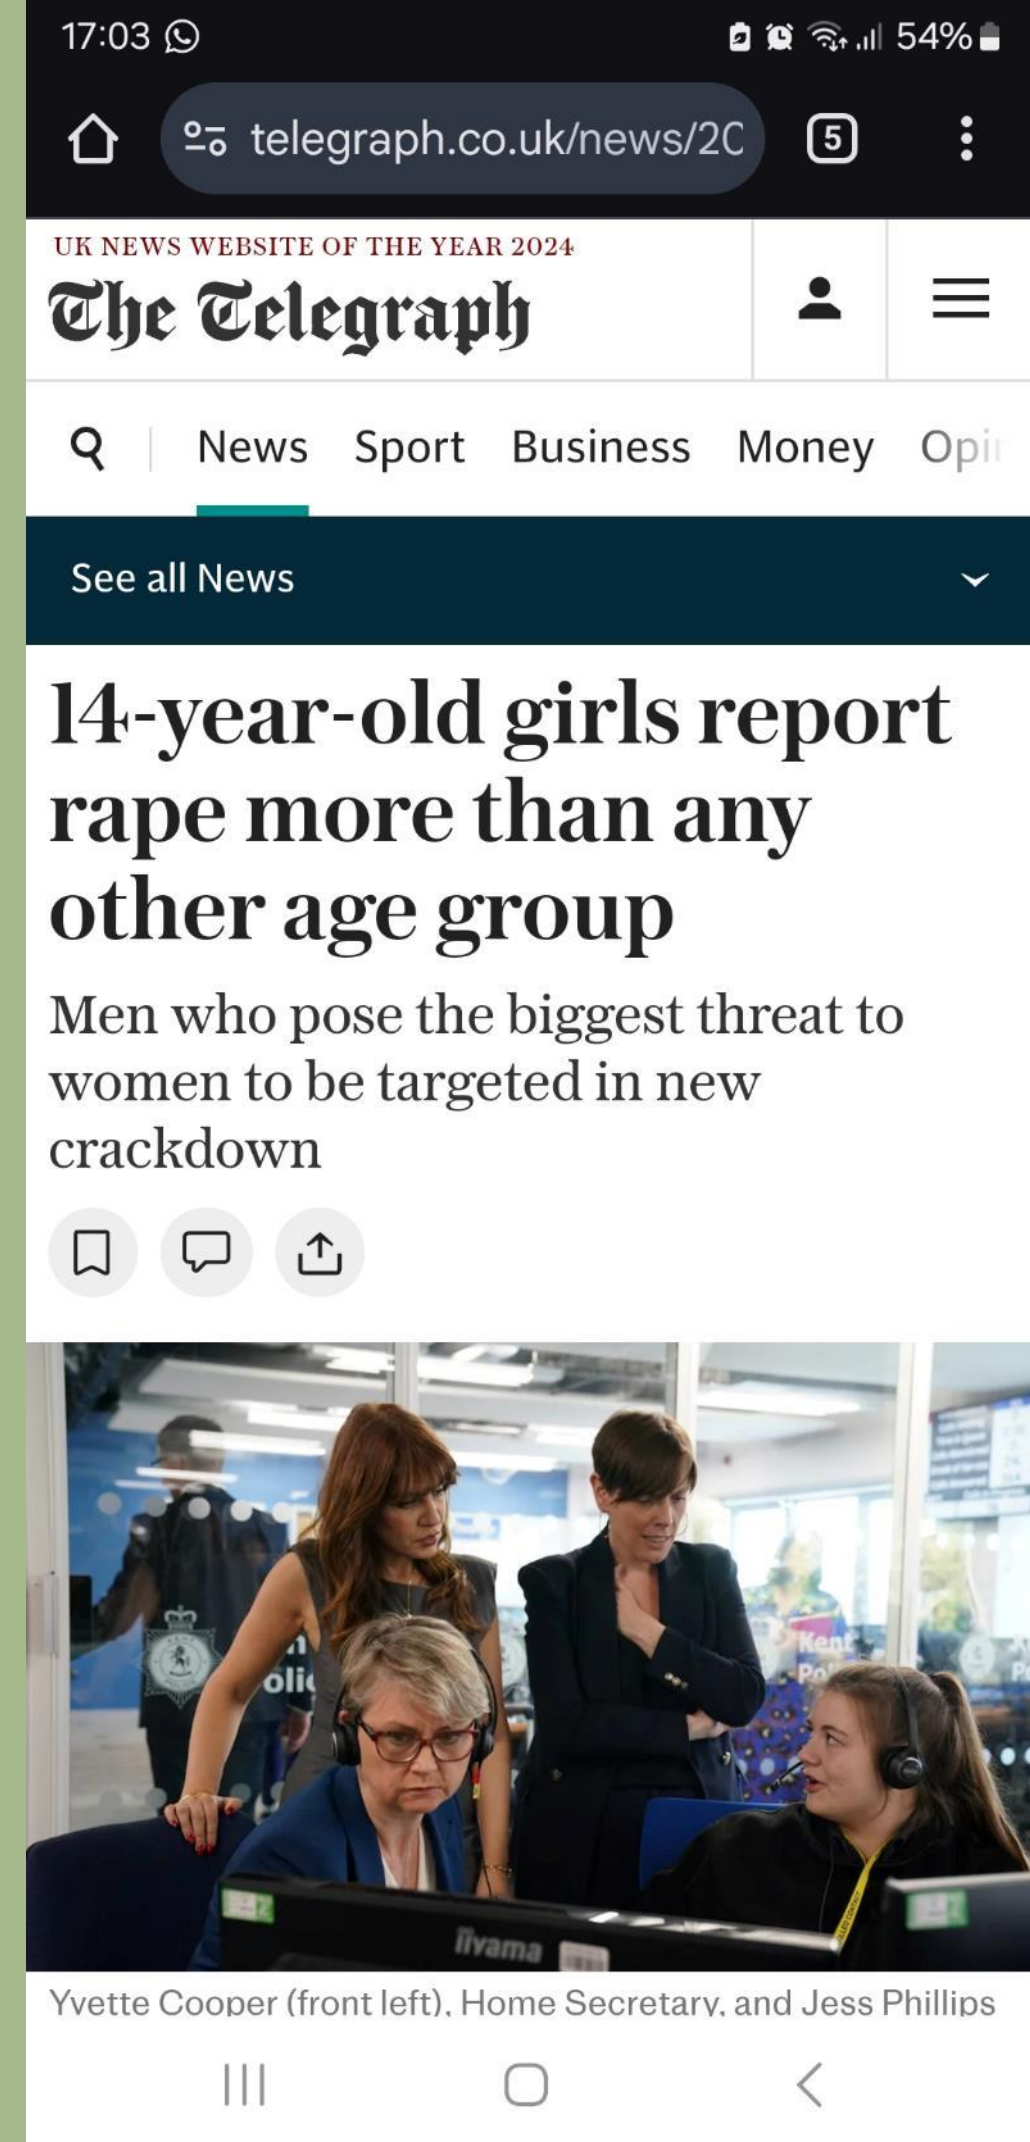 17:03
54%
telegraph.co.uk/news/20
5
UK NEWS WEBSITE OF THE YEAR 2024
The Telegraph
News Sport Business Money Opi
See all News
14-year-old girls report
rape more than any
other age group
Men who pose the biggest threat to
women to be targeted in new
crackdown
Kent
iiyama
Yvette Cooper (front left), Home Secretary, and Jess Phillips